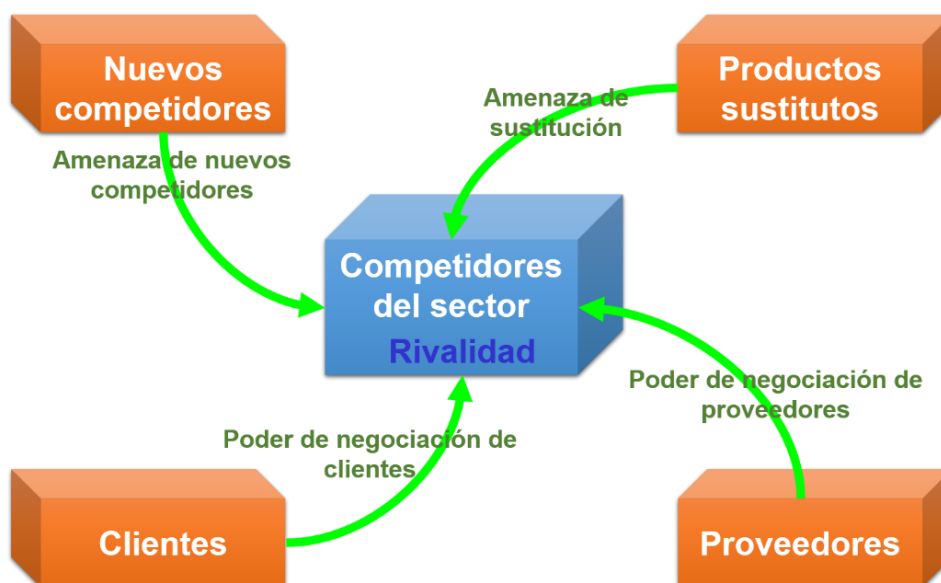 Nuevos
competidores
Productos
sustitutos
Amenaza de
sustitución
Amenaza de nuevos
competidores
Competidores
del sector
Rivalidad
Poder de negociación de
proveedores
Poder de negociación de
clientes
Clientes
Proveedores